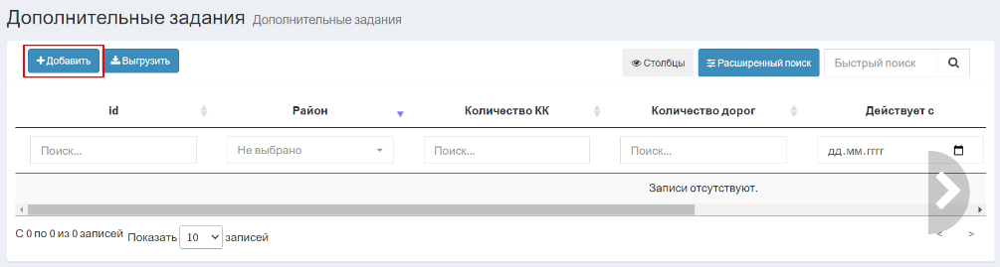 Дополнительные задания Дополнительные задания
Добавить Выгрузить Столбцы Расширенный поиск Быстрый поиск
id Район Количество КК Количество дорог Действует с
Поиск... Не выбрано Поиск... Поиск... дд.мм.гггг
Записи отсутствуют.
С 0 по 0 из 0 записей Показать 10 записей < >